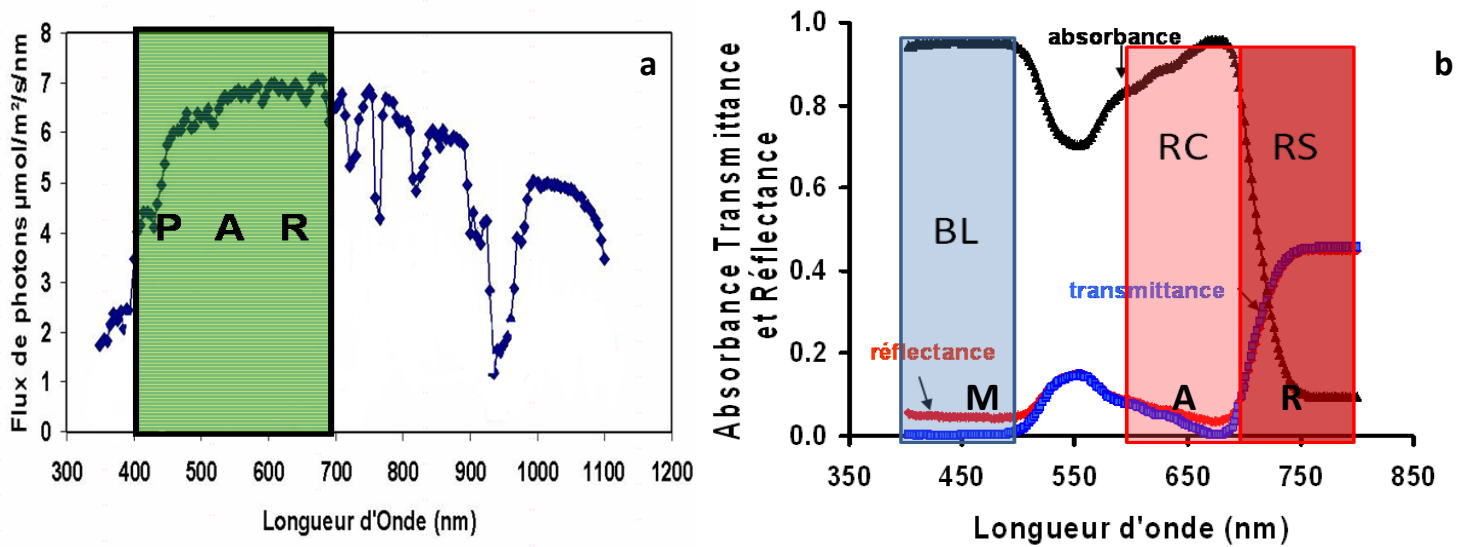 Flux de photons µmol/m²/s/nm
8
7
6
5
4
3
2
1
0
300 400 500 600 700 800 900 1000 1100 1200
Longueur d'Onde (nm)
P A R
a
Absorbance Transmittance
et Réflectance
1.0
0.8
0.6
0.4
0.2
0.0
350 450 550 650 750 850
Longueur d'onde (nm)
absorbance
b
BL
RC
RS
transmittance
réflectance
M A R